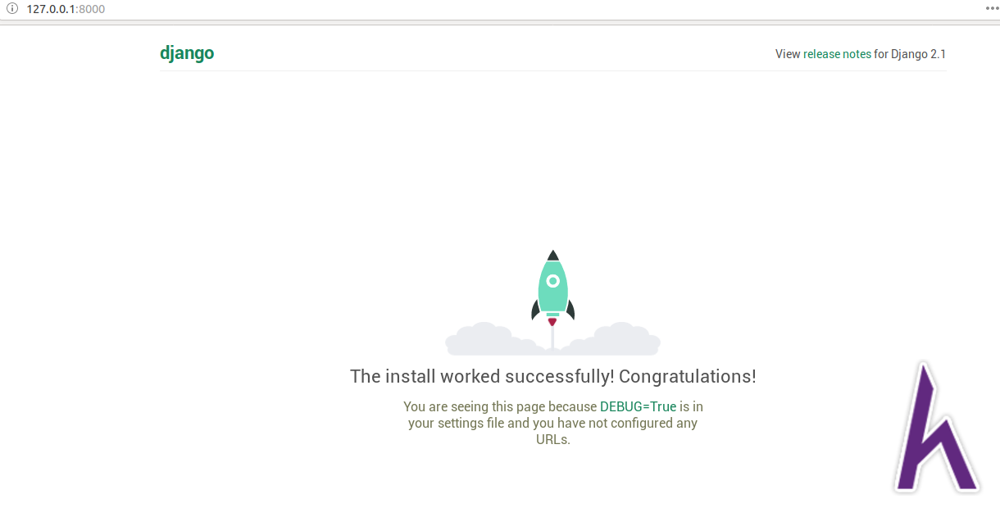 127.0.0.1:8000
django
View release notes for Django 2.1
The install worked successfully! Congratulations!
You are seeing this page because DEBUG=True is in
your settings file and you have not configured any
URLs.